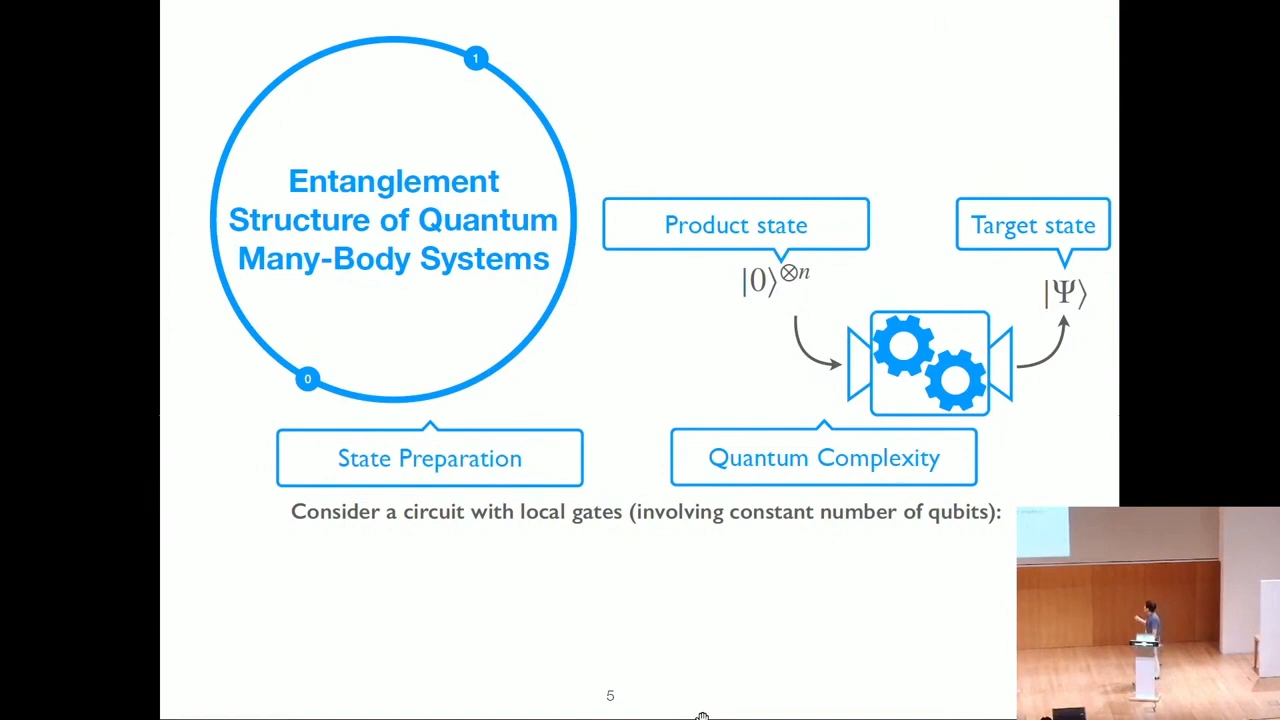 1
Entanglement
Structure of Quantum
Many-Body Systems
0
Product state
Target state
|0⟩⊗n
|Ψ⟩
State Preparation
Quantum Complexity
Consider a circuit with local gates (involving constant number of qubits):
5